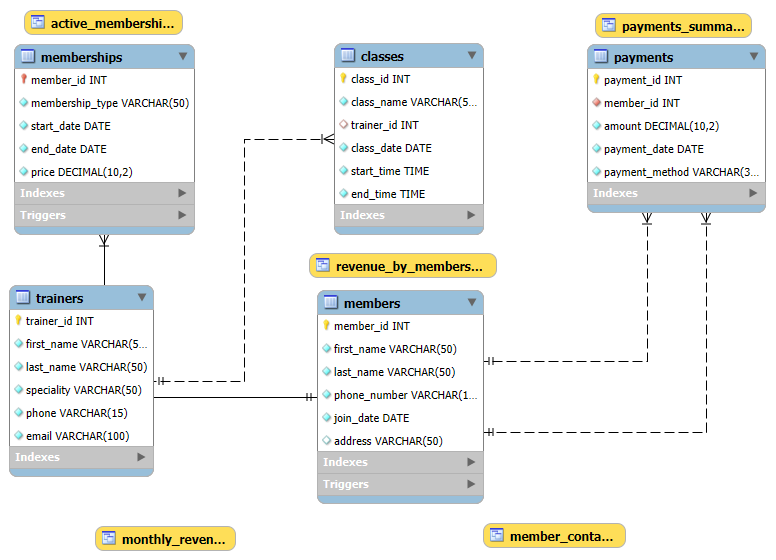 active_membershi...
memberships
member_id INT
membership_type VARCHAR(50)
start_date DATE
end_date DATE
price DECIMAL(10,2)
Indexes
Triggers
classes
class_id INT
class_name VARCHAR(5...
trainer_id INT
class_date DATE
start_time TIME
end_time TIME
Indexes
payments_summa...
payments
payment_id INT
member_id INT
amount DECIMAL(10,2)
payment_date DATE
payment_method VARCHAR(3...
Indexes
revenue_by_members...
trainers
trainer_id INT
first_name VARCHAR(5...
last_name VARCHAR(50)
speciality VARCHAR(50)
phone VARCHAR(15)
email VARCHAR(100)
Indexes
members
member_id INT
first_name VARCHAR(50)
last_name VARCHAR(50)
phone_number VARCHAR(1...
join_date DATE
address VARCHAR(50)
Indexes
Triggers
monthly_reven...
member_conta...